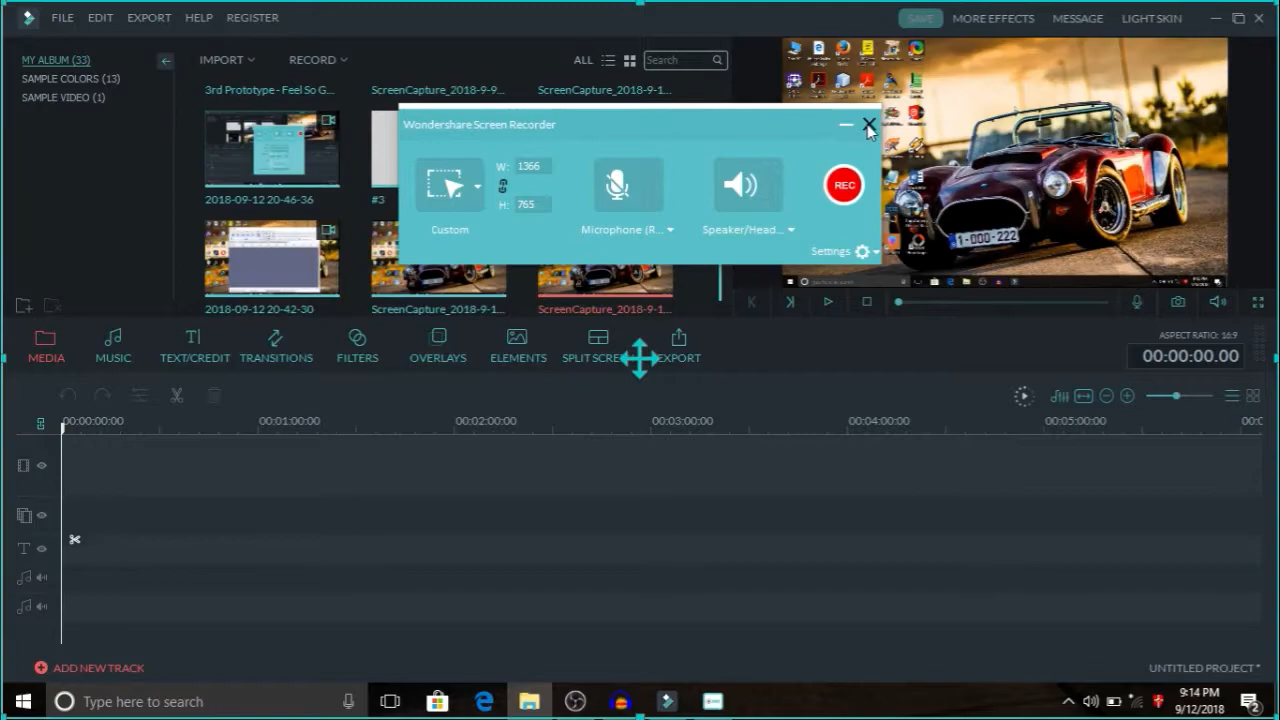 FILE EDIT EXPORT HELP REGISTER SAVE MORE EFFECTS MESSAGE LIGHT SKIN
MY ALBUM (33)
SAMPLE COLORS (13)
SAMPLE VIDEO (1)
IMPORT RECORD ALL Search
3rd Prototype - Feel So G... ScreenCapture_2018-9-9... ScreenCapture_2018-9-1...
2018-09-12 20-46-36 #3
2018-09-12 20-42-30 ScreenCapture_2018-9-1... ScreenCapture_2018-9-1...
Wondershare Screen Recorder
W: 1366
H: 765
REC
Custom Microphone (R... Speaker/Head...
Settings
1-000-222
MEDIA MUSIC TEXT/CREDIT TRANSITIONS FILTERS OVERLAYS ELEMENTS SPLIT SCRE EXPORT
ASPECT RATIO: 16:9
00:00:00.00
00:00:00:00 00:01:00:00 00:02:00:00 00:03:00:00 00:04:00:00 00:05:00:00 00:0
ADD NEW TRACK UNTITLED PROJECT *
Type here to search
9:14 PM
9/12/2018
2